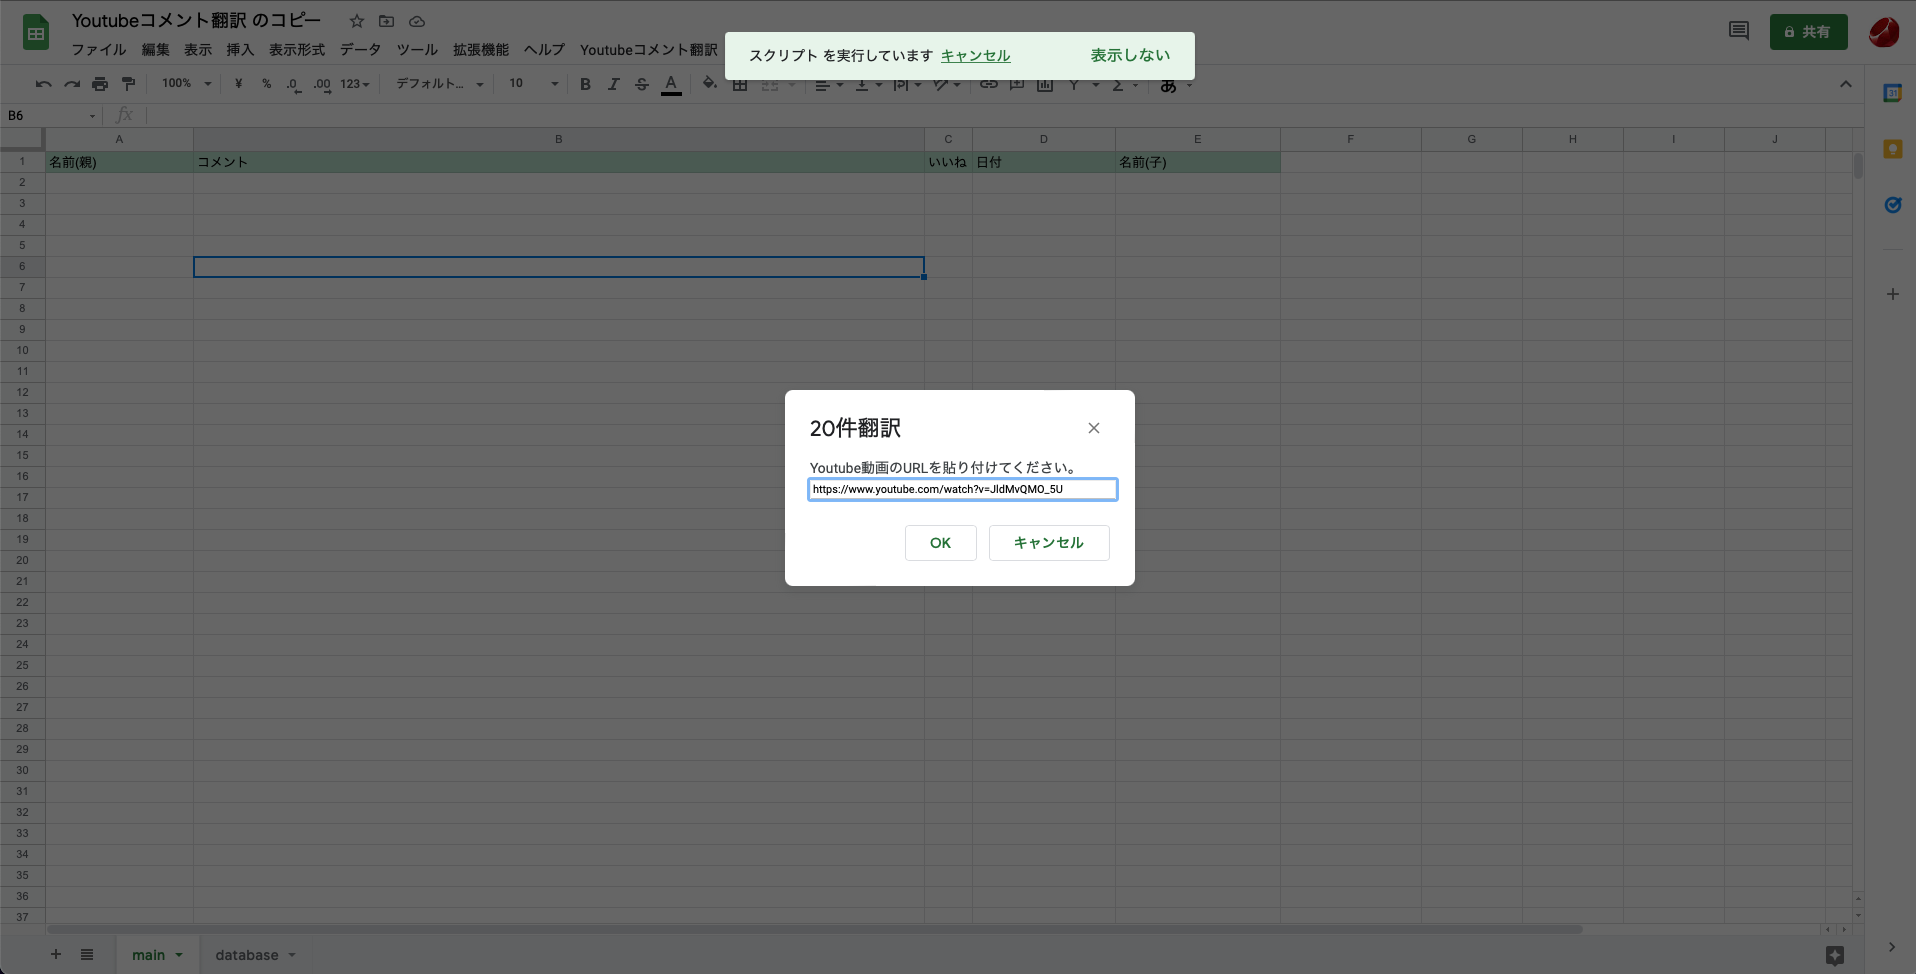 Youtubeコメント翻訳 のコピー
ファイル 編集 表示 挿入 表示形式 データ ツール 拡張機能 ヘルプ Youtubeコメント翻訳
スクリプト を実行しています キャンセル 表示しない
共有
100% ¥ % .0 .00 123 デフォルト... 10 B I S A あ
31
B6 fx
A B C D E F G H I J
1 名前(親) コメント いいね 日付 名前(子)
2
3
4
5
6
7
8
9
10
11
12
13
14
15
16
17
18
19
20
21
22
23
24
25
26
27
28
29
30
31
32
33
34
35
36
37
20件翻訳
Youtube動画のURLを貼り付けてください。
https://www.youtube.com/watch?v=JldMvQMO_5U
OK キャンセル
main database